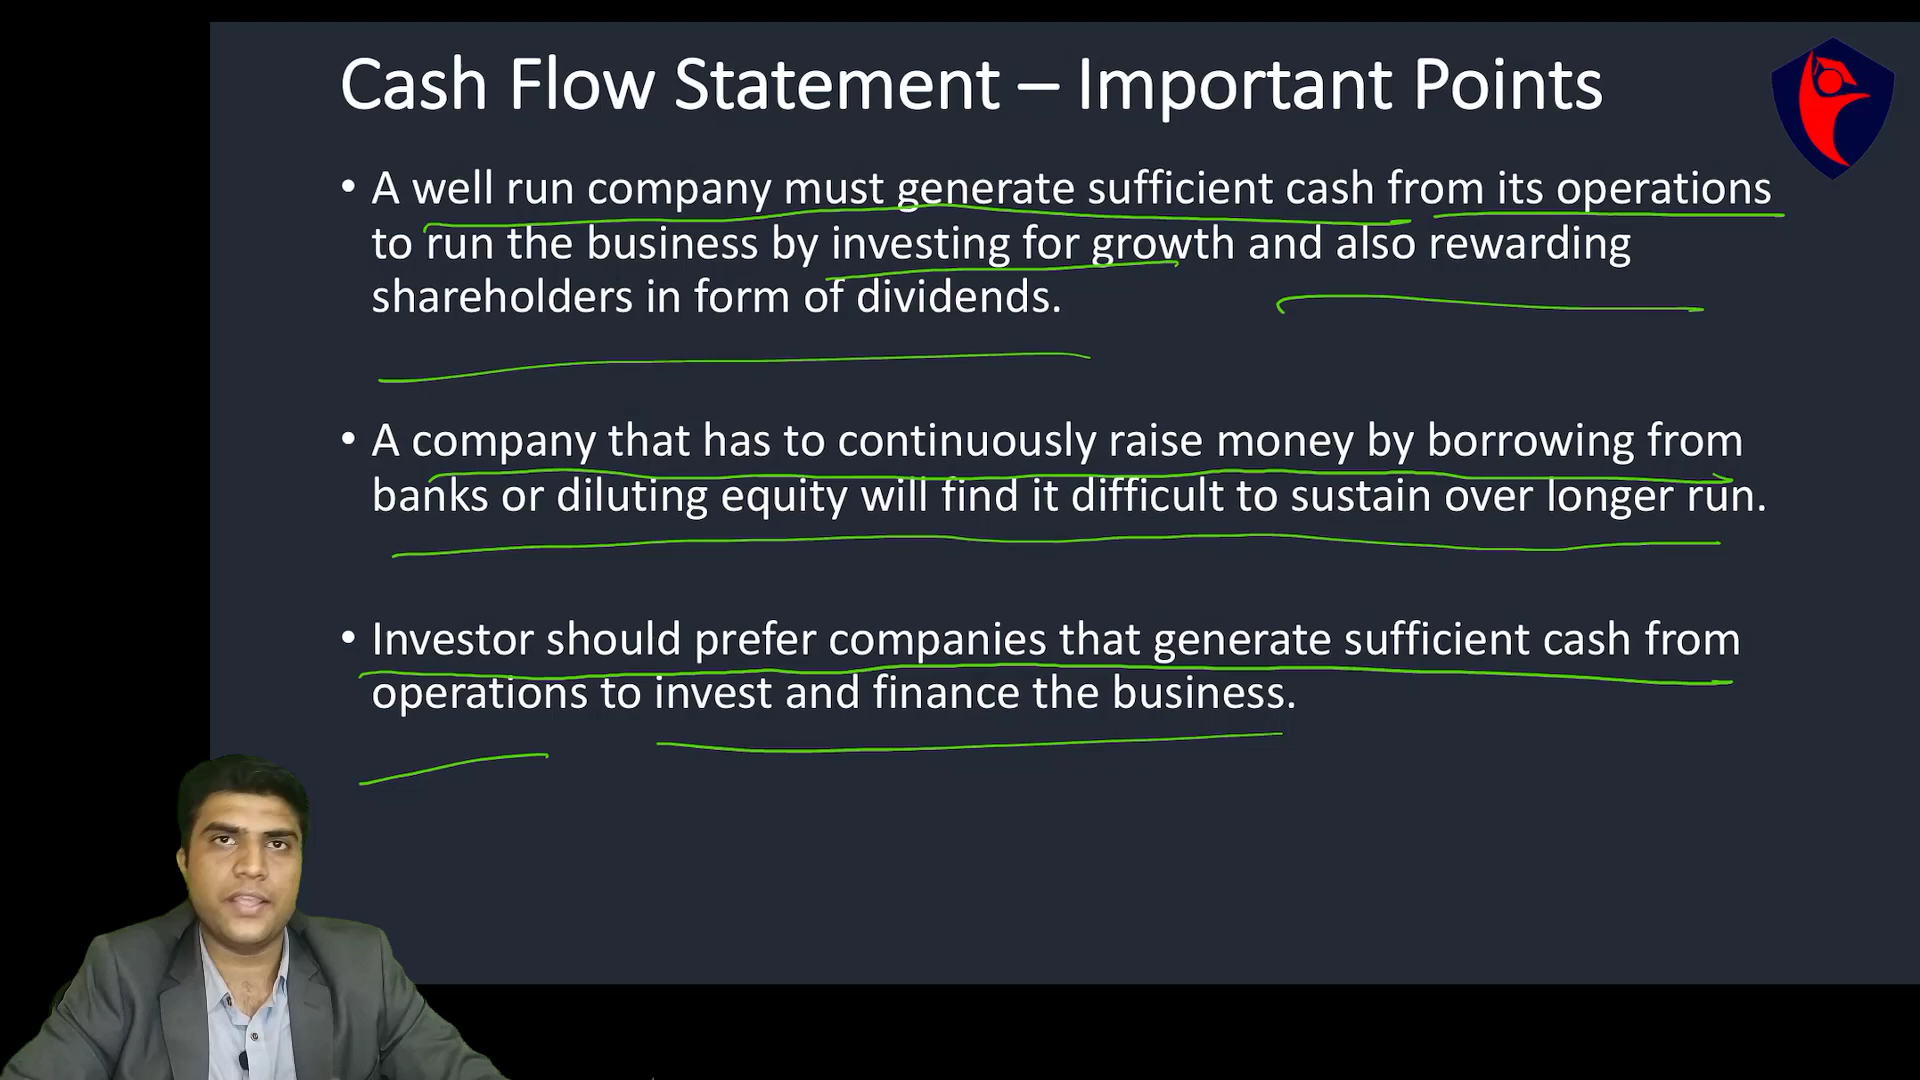 Cash Flow Statement – Important Points
• A well run company must generate sufficient cash from its operations
to run the business by investing for growth and also rewarding
shareholders in form of dividends.
• A company that has to continuously raise money by borrowing from
banks or diluting equity will find it difficult to sustain over longer run.
• Investor should prefer companies that generate sufficient cash from
operations to invest and finance the business.